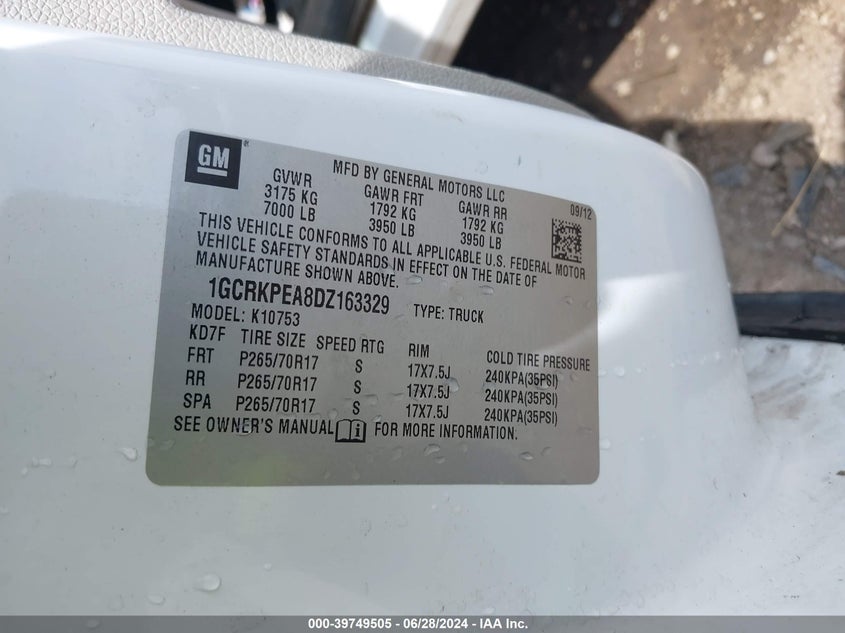 GM ®
MFD BY GENERAL MOTORS LLC
GVWR GAWR FRT GAWR RR 09/12
3175 KG 1792 KG 1792 KG
7000 LB 3950 LB 3950 LB
THIS VEHICLE CONFORMS TO ALL APPLICABLE U.S. FEDERAL MOTOR
VEHICLE SAFETY STANDARDS IN EFFECT ON THE DATE OF
MANUFACTURE SHOWN ABOVE.
1GCRKPEA8DZ163329 TYPE: TRUCK
MODEL: K10753
KD7F TIRE SIZE SPEED RTG RIM COLD TIRE PRESSURE
FRT P265/70R17 S 17X7.5J 240KPA(35PSI)
RR P265/70R17 S 17X7.5J 240KPA(35PSI)
SPA P265/70R17 S 17X7.5J 240KPA(35PSI)
SEE OWNER'S MANUAL i FOR MORE INFORMATION.
000-39749505 - 06/28/2024 - IAA Inc.